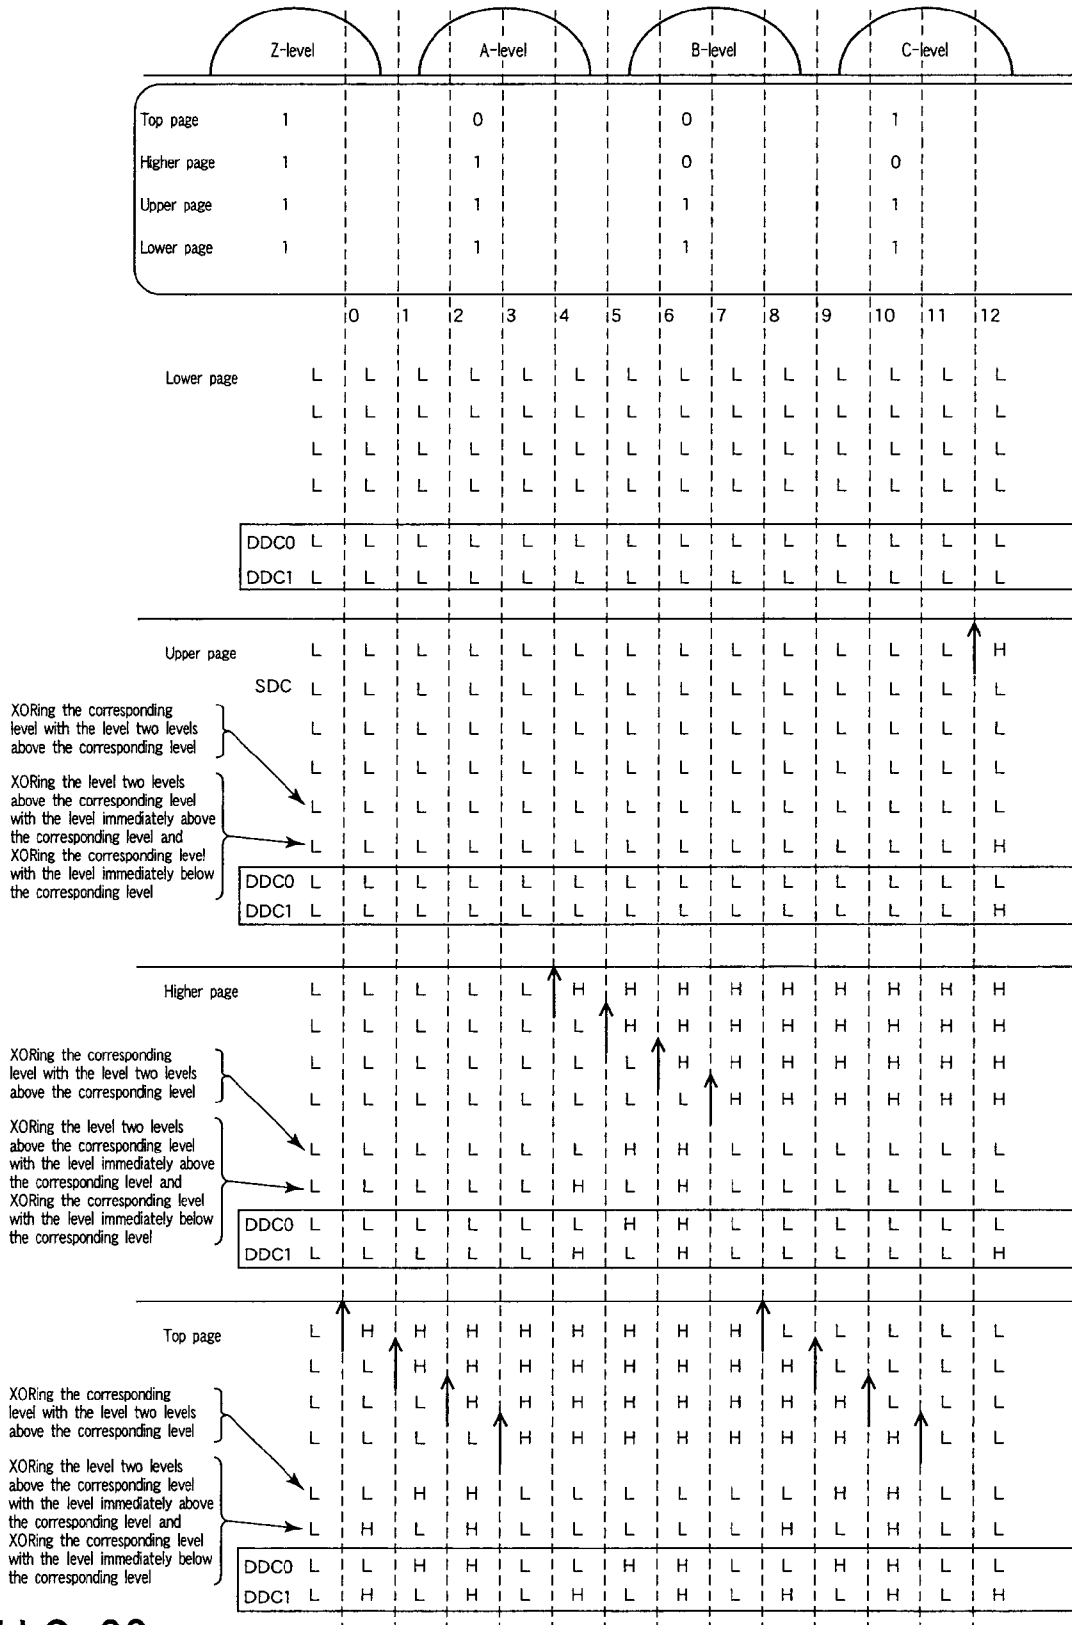 Z-level A-level B-level C-level
Top page 1 0 0 1
Higher page 1 1 0 0
Upper page 1 1 1 1
Lower page 1 1 1 1
0 1 2 3 4 5 6 7 8 9 10 11 12
Lower page L L L L L L L L L L L L L L
L L L L L L L L L L L L L L
L L L L L L L L L L L L L L
L L L L L L L L L L L L L L
DDC0 L L L L L L L L L L L L L L
DDC1 L L L L L L L L L L L L L L
Upper page L L L L L L L L L L L L L H
SDC L L L L L L L L L L L L L L
XORing the corresponding
level with the level two levels
above the corresponding level
L L L L L L L L L L L L L L
L L L L L L L L L L L L L L
XORing the level two levels
above the corresponding level
with the level immediately above
the corresponding level and
XORing the corresponding level
with the level immediately below
the corresponding level
L L L L L L L L L L L L L L
L L L L L L L L L L L L L H
DDC0 L L L L L L L L L L L L L L
DDC1 L L L L L L L L L L L L L H
Higher page L L L L L H H H H H H H H H
L L L L L L H H H H H H H H
XORing the corresponding
level with the level two levels
above the corresponding level
L L L L L L L H H H H H H H
L L L L L L L L H H H H H H
XORing the level two levels
above the corresponding level
with the level immediately above
the corresponding level and
XORing the corresponding level
with the level immediately below
the corresponding level
L L L L L L H H L L L L L L
L L L L L H L H L L L L L L
DDC0 L L L L L L H H L L L L L L
DDC1 L L L L L H L H L L L L L H
Top page L H H H H H H H H L L L L L
L L H H H H H H H H L L L L
XORing the corresponding
level with the level two levels
above the corresponding level
L L L H H H H H H H H L L L
L L L L H H H H H H H H L L
XORing the level two levels
above the corresponding level
with the level immediately above
the corresponding level and
XORing the corresponding level
with the level immediately below
the corresponding level
L L H H L L L L L L H H L L
L H L H L L L L L H L H L L
DDC0 L L H H L L H H L L H H L L
DDC1 L H L H L H L H L H L H L H